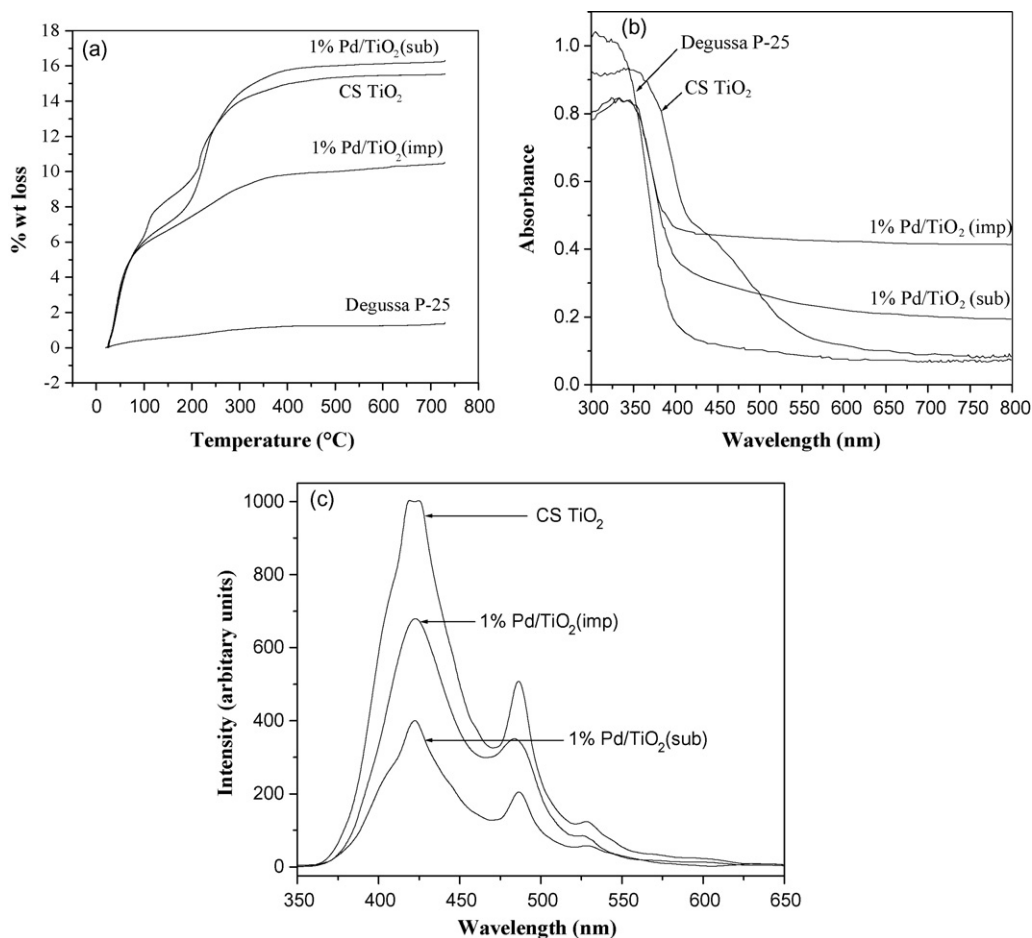 (a)
18
16
14
12
10
8
6
4
2
0
-2
% wt loss
1% Pd/TiO₂(sub)
CS TiO₂
1% Pd/TiO₂(imp)
Degussa P-25
0 100 200 300 400 500 600 700 800
Temperature (°C)
(b)
1.0
0.8
0.6
0.4
0.2
0.0
Absorbance
Degussa P-25
CS TiO₂
1% Pd/TiO₂ (imp)
1% Pd/TiO₂ (sub)
300 350 400 450 500 550 600 650 700 750 800
Wavelength (nm)
(c)
1000
800
600
400
200
0
Intensity (arbitary units)
CS TiO₂
1% Pd/TiO₂(imp)
1% Pd/TiO₂(sub)
350 400 450 500 550 600 650
Wavelength (nm)